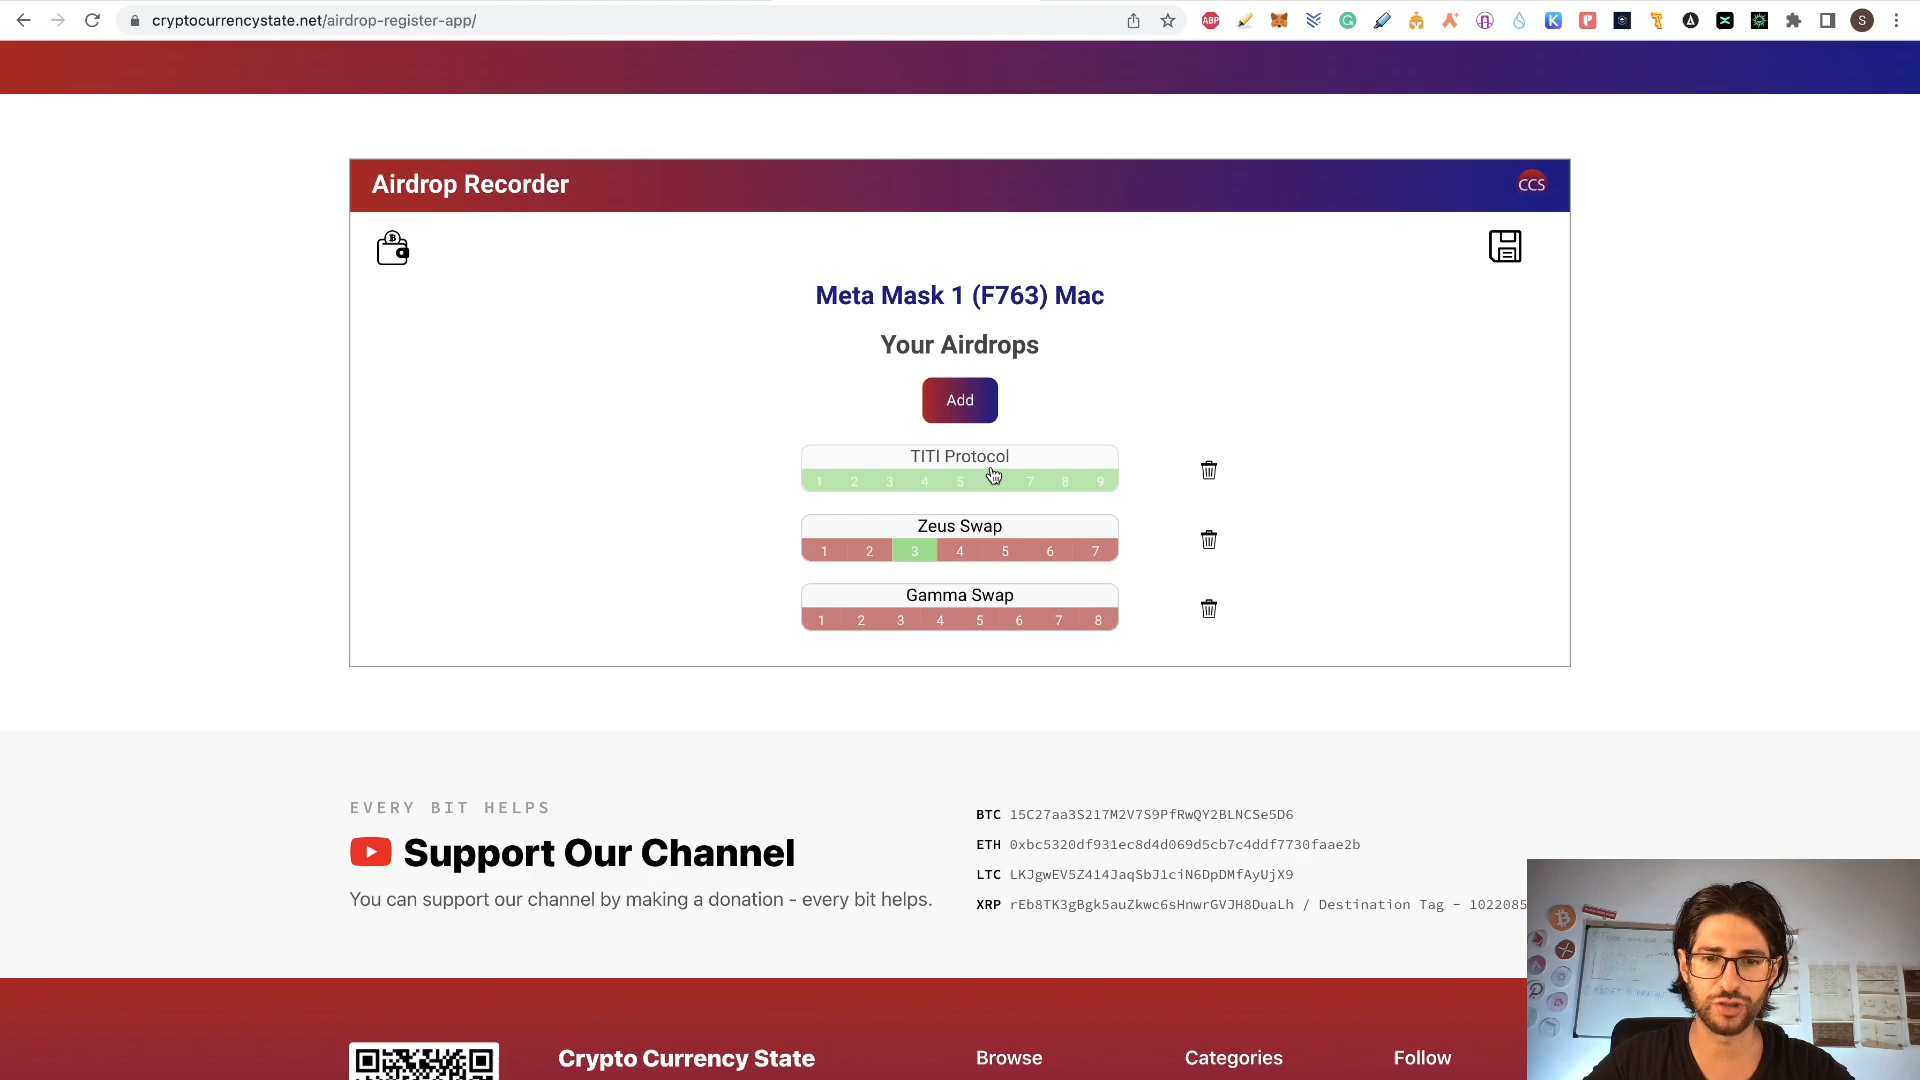 cryptocurrencystate.net/airdrop-register-app/
ABP
S
Airdrop Recorder
CCS
Meta Mask 1 (F763) Mac
Your Airdrops
Add
TITI Protocol
1 2 3 4 5 7 8 9
Zeus Swap
1 2 3 4 5 6 7
Gamma Swap
1 2 3 4 5 6 7 8
EVERY BIT HELPS
Support Our Channel
You can support our channel by making a donation - every bit helps.
BTC 15C27aa3S217M2V7S9PfRwQY2BLNCSe5D6
ETH 0xbc5320df931ec8d4d069d5cb7c4ddf7730faae2b
LTC LKJgwEV5Z414JaqSbJ1ciN6DpDMfAyUjX9
XRP rEb8TK3gBgk5auZkwc6sHnwrGVJH8DuaLh / Destination Tag - 1022085
Crypto Currency State
Browse
Categories
Follow